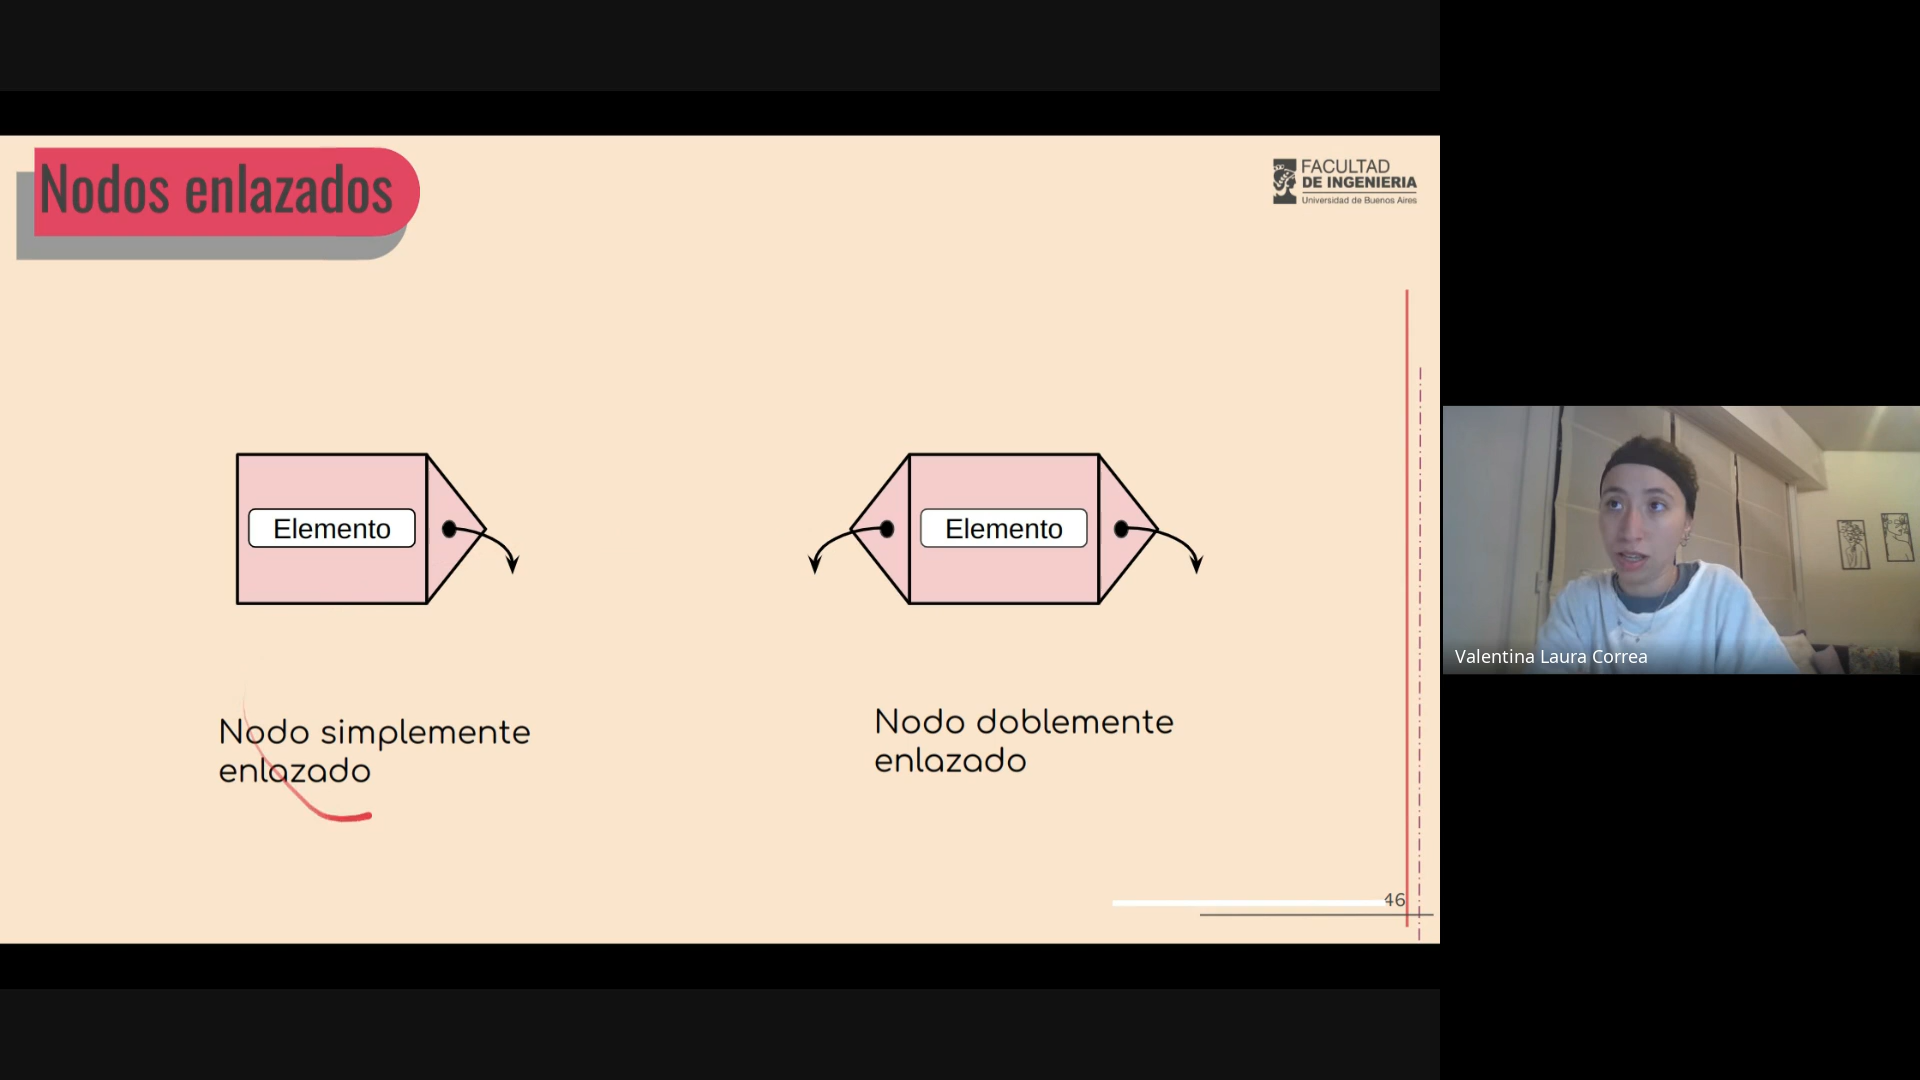 Nodos enlazados
FACULTAD
DE INGENIERIA
Universidad de Buenos Aires
Elemento
Elemento
Nodo simplemente
enlazado
Nodo doblemente
enlazado
46
Valentina Laura Correa